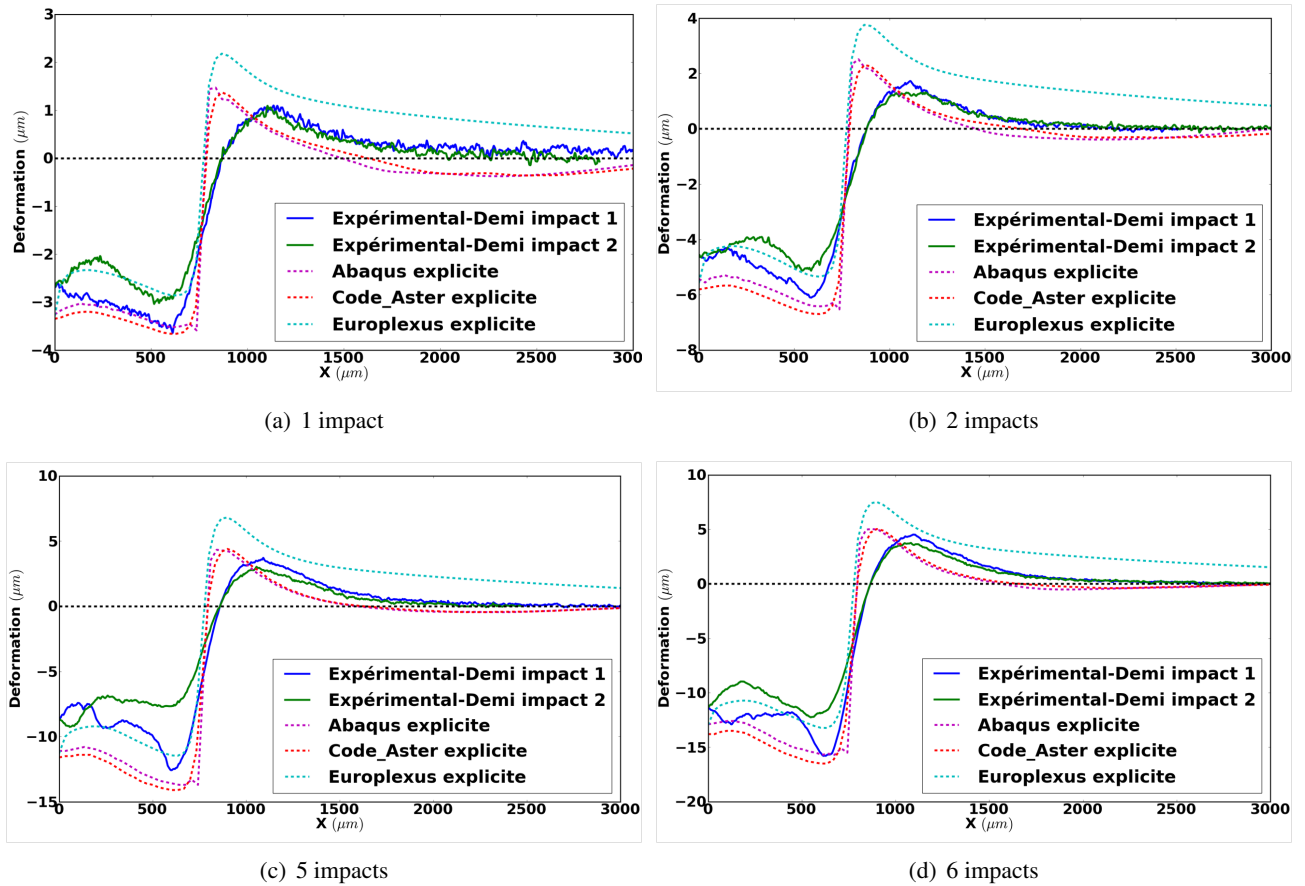 3
2
1
0
−1
−2
−3
−4
Deformation (μm)
0 500 1000 1500 2000 2500 3000
X (μm)
Expérimental-Demi impact 1
Expérimental-Demi impact 2
Abaqus explicite
Code_Aster explicite
Europlexus explicite
(a) 1 impact
4
2
0
−2
−4
−6
−8
Deformation (μm)
0 500 1000 1500 2000 2500 3000
X (μm)
Expérimental-Demi impact 1
Expérimental-Demi impact 2
Abaqus explicite
Code_Aster explicite
Europlexus explicite
(b) 2 impacts
10
5
0
−5
−10
−15
Deformation (μm)
0 500 1000 1500 2000 2500 3000
X (μm)
Expérimental-Demi impact 1
Expérimental-Demi impact 2
Abaqus explicite
Code_Aster explicite
Europlexus explicite
(c) 5 impacts
10
5
0
−5
−10
−15
−20
Deformation (μm)
0 500 1000 1500 2000 2500 3000
X (μm)
Expérimental-Demi impact 1
Expérimental-Demi impact 2
Abaqus explicite
Code_Aster explicite
Europlexus explicite
(d) 6 impacts